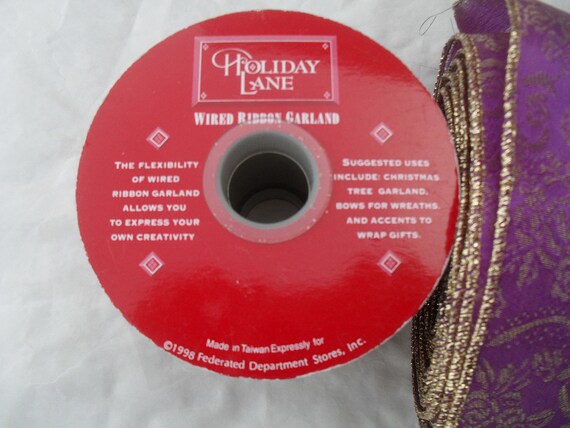 HOLIDAY
LANE
WIRED RIBBON GARLAND
THE FLEXIBILITY
OF WIRED
RIBBON GARLAND
ALLOWS YOU
TO EXPRESS YOUR
OWN CREATIVITY
SUGGESTED USES
INCLUDE: CHRISTMAS
TREE GARLAND,
BOWS FOR WREATHS,
AND ACCENTS TO
WRAP GIFTS.
Made in Taiwan Expressly for
©1998 Federated Department Stores, Inc.